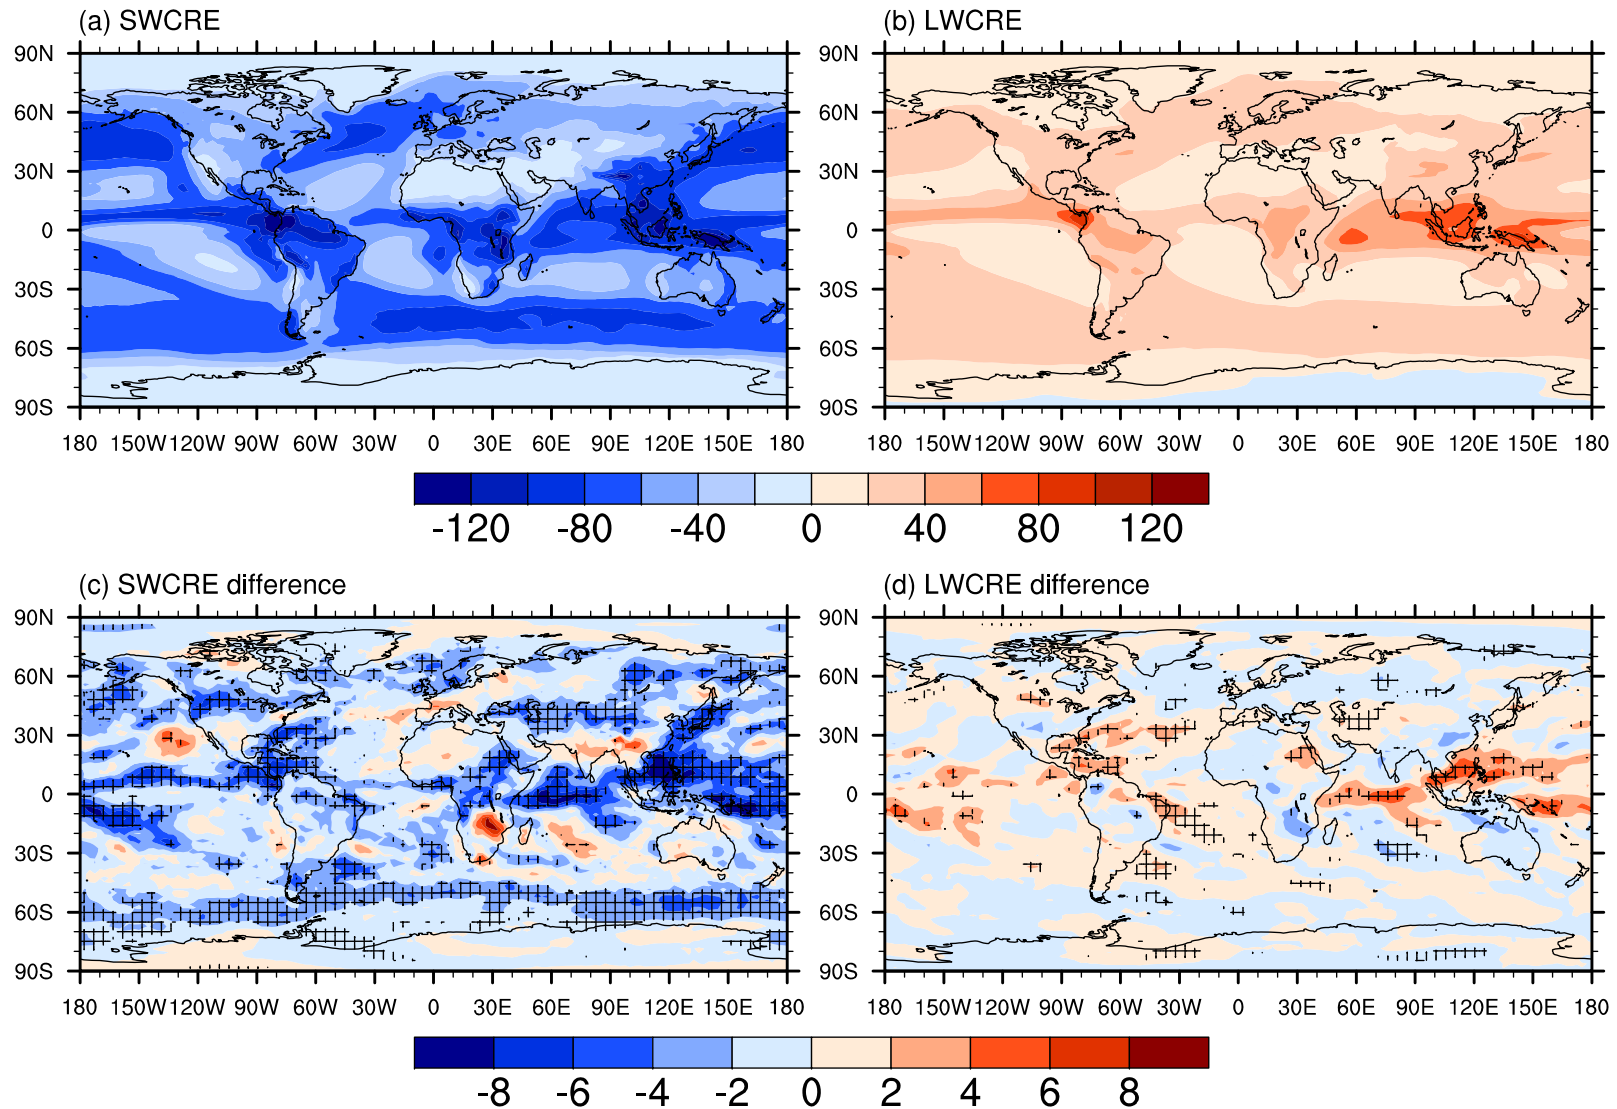 (a) SWCRE
90N
60N
30N
0
30S
60S
90S
180 150W 120W 90W 60W 30W 0 30E 60E 90E 120E 150E 180
(b) LWCRE
90N
60N
30N
0
30S
60S
90S
180 150W 120W 90W 60W 30W 0 30E 60E 90E 120E 150E 180
-120 -80 -40 0 40 80 120
(c) SWCRE difference
90N
60N
30N
0
30S
60S
90S
180 150W 120W 90W 60W 30W 0 30E 60E 90E 120E 150E 180
(d) LWCRE difference
90N
60N
30N
0
30S
60S
90S
180 150W 120W 90W 60W 30W 0 30E 60E 90E 120E 150E 180
-8 -6 -4 -2 0 2 4 6 8